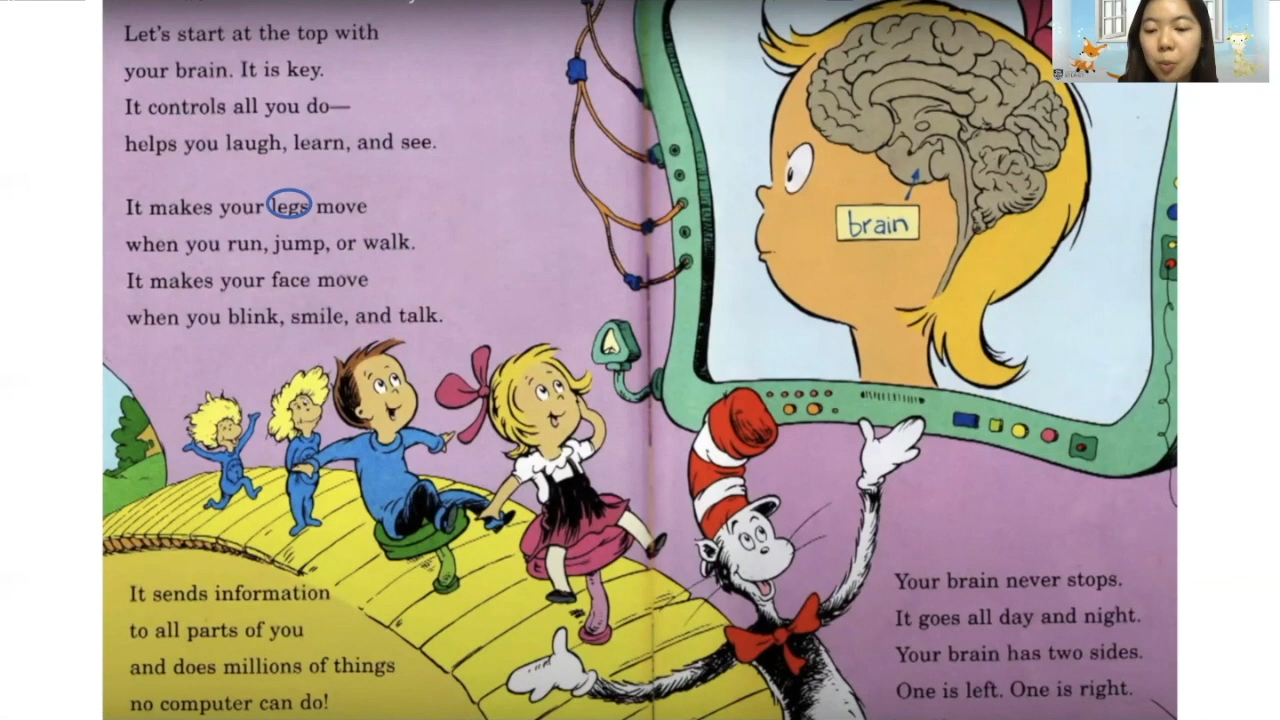 Let's start at the top with
your brain. It is key.
It controls all you do—
helps you laugh, learn, and see.
It makes your legs move
when you run, jump, or walk.
It makes your face move
when you blink, smile, and talk.
brain
It sends information
to all parts of you
and does millions of things
no computer can do!
Your brain never stops.
It goes all day and night.
Your brain has two sides.
One is left. One is right.